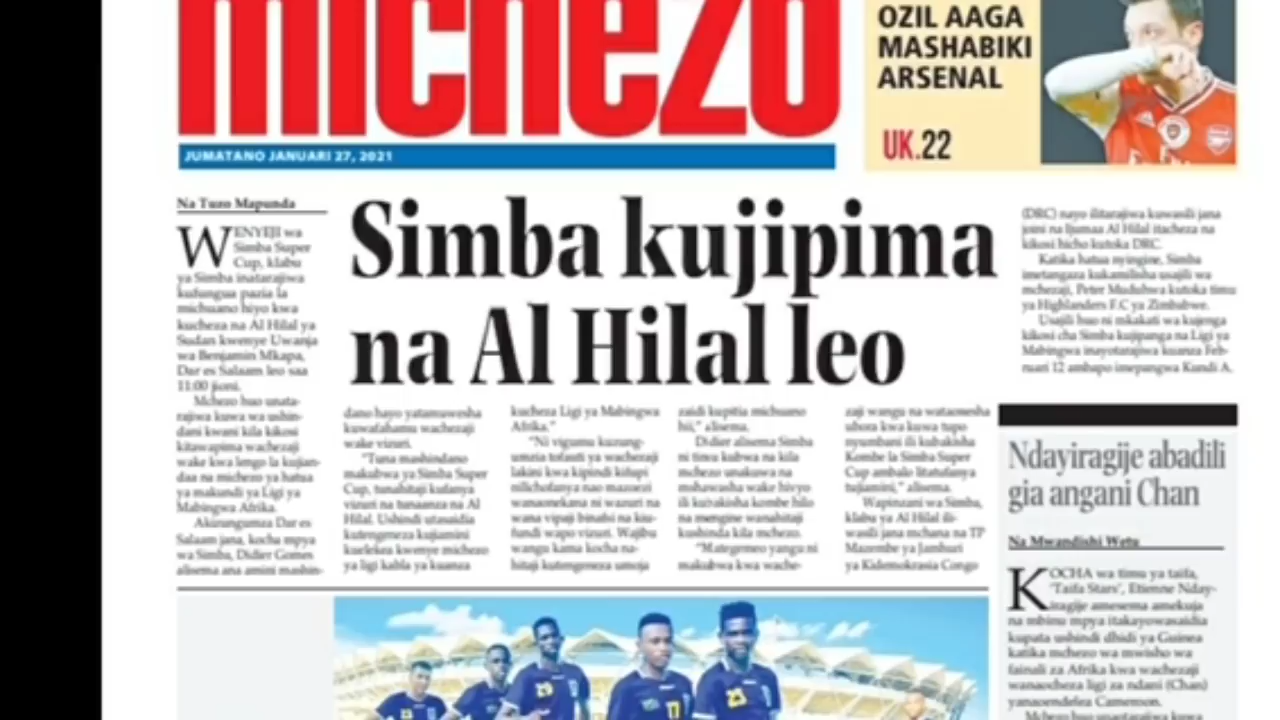 michezo
JUMATANO JANUARI 27, 2021
OZIL AAGA
MASHABIKI
ARSENAL
UK.22
Simba kujipima
na Al Hilal leo
Na Tuzo Mapunda
WENYEJI wa
Simba Super
Cup, klabu
ya Simba inatarajiwa
kufungua pazia la
michuano hiyo kwa
kucheza na Al Hilal ya
Sudan kwenye Uwanja
wa Benjamin Mkapa,
Dar es Salaam leo saa
11:00 jioni.
Mchezo huo unata-
rajiwa kuwa wa ushin-
dani kwani kila kikosi
kitawapima wachezaji
wake kwa lengo la kujian-
daa na michezo ya hatua
ya makundi ya Ligi ya
Mabingwa Afrika.
Akizungumza Dar es
Salaam jana, kocha mpya
wa Simba, Didier Gomes
alisema ana amini mashin-
dano hayo yatamuwesha
kuwafahamu wachezaji
wake vizuri.
"Tuna mashindano
makubwa ya Simba Super
Cup, tunahitaji kufanya
vizuri na tunaanza na Al
Hilal. Ushindi utasaidia
kutengeneza kujiamini
kuelekea kwenye michezo
ya ligi kabla ya kuanza
kucheza Ligi ya Mabingwa
Afrika."
"Ni vigumu kuzung-
umzia tofauti ya wachezaji
lakini kwa kipindi kifupi
nilichofanya nao mazoezi
wanaonekana ni wazuri na
wana vipaji binafsi na kiu-
fundi wapo vizuri. Wajibu
wangu kama kocha na-
hitaji kutengeneza umoja
zaidi kupitia michuano
hii," alisema.
Didier alisema Simba
ni timu kubwa na kila
mchezo unakuwa na
mshawasha wake hivyo
ili kubakisha kombe hilo
na mengine wanahitaji
kushinda kila mchezo.
"Mategemeo yangu ni
makubwa kwa wache-
zaji wangu na wataonesha
ubora kwa kuwa tupo
nyumbani ili kubakisha
Kombe la Simba Super
Cup ambalo litatufanya
tujiamini," alisema.
Wapinzani wa Simba,
klabu ya Al Hilal ili-
wasili jana mchana na TP
Mazembe ya Jamhuri
ya Kidemokrasia Congo
(DRC) nayo ilitarajiwa kuwasili jana
jioni na Ijumaa Al Hilal itacheza na
kikosi hicho kutoka DRC.
Katika hatua nyingine, Simba
imetangaza kukamilisha usajili wa
mchezaji, Peter Muduhwa kutoka timu
ya Highlanders F.C ya Zimbabwe.
Usajili huo ni mkakati wa kujenga
kikosi cha Simba kujipanga na Ligi ya
Mabingwa inayotarajiwa kuanza Feb-
ruari 12 ambapo imepangwa Kundi A.
Ndayiragije abadili
gia angani Chan
Na Mwandishi Wetu
KOCHA wa timu ya taifa,
'Taifa Stars', Etienne Nday-
iragije amesema amekuja
na mbinu mpya itakayowasaidia
kupata ushindi dhidi ya Guinea
katika mchezo wa mwisho wa
fainali za Afrika kwa wachezaji
wanaocheza ligi za ndani (Chan)
yanaoendelea Cameroon.
Mchezo huo unatarajiwa kuwa
23
17
23